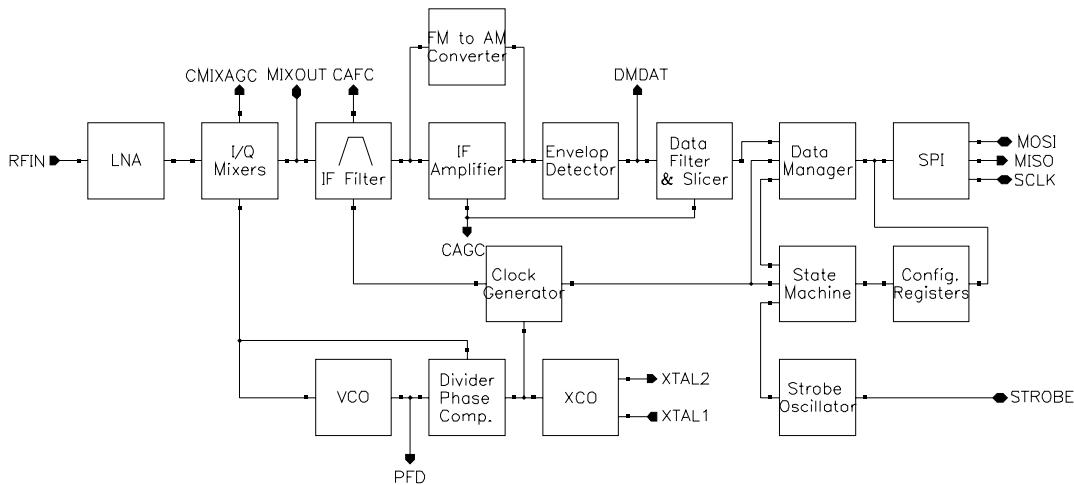 FM to AM
Converter
CMIXAGC
MIXOUT
CAFC
DMDAT
RFIN
LNA
I/Q
Mixers
IF Filter
IF
Amplifier
Envelop
Detector
Data
Filter
& Slicer
Data
Manager
SPI
MOSI
MISO
SCLK
CAGC
Clock
Generator
State
Machine
Config.
Registers
VCO
Divider
Phase
Comp.
XCO
XTAL2
XTAL1
Strobe
Oscillator
STROBE
PFD